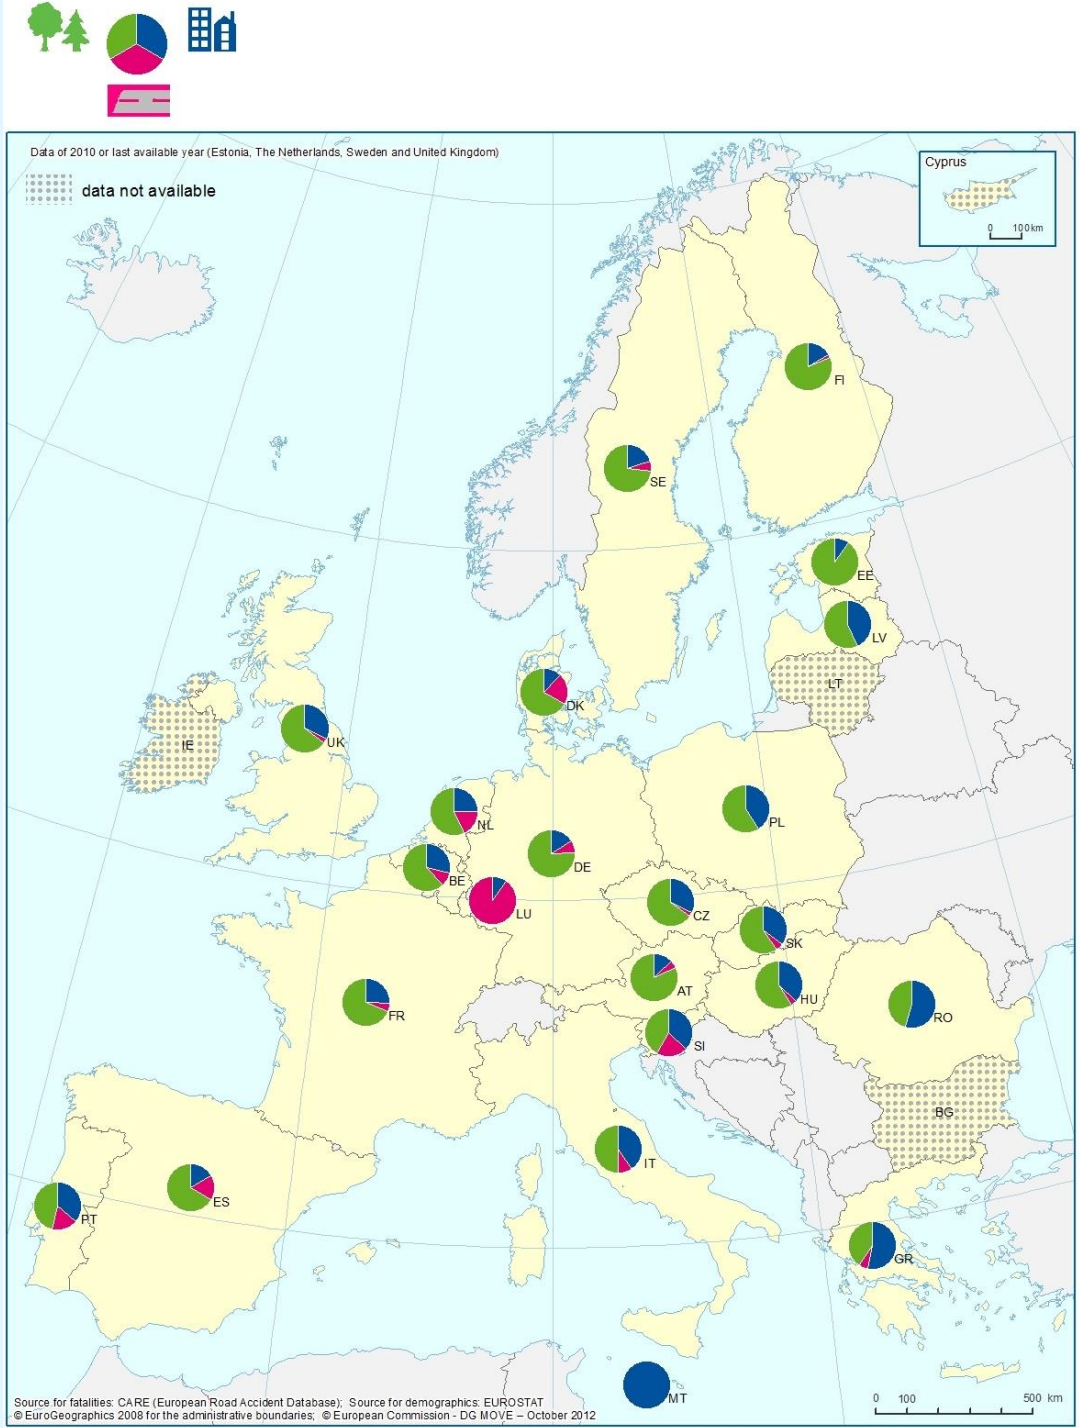 Data of 2010 or last available year (Estonia, The Netherlands, Sweden and United Kingdom)
Cyprus
data not available
0 100 km
FI
SE
EE
LV
LT
DK
IE
UK
NL
PL
DE
BE
LU
CZ
SK
AT
HU
FR
RO
SI
BG
IT
ES
PT
GR
MT
0 100 500 km
Source for fatalities: CARE (European Road Accident Database); Source for demographics: EUROSTAT
© EuroGeographics 2008 for the administrative boundaries; © European Commission - DG MOVE – October 2012